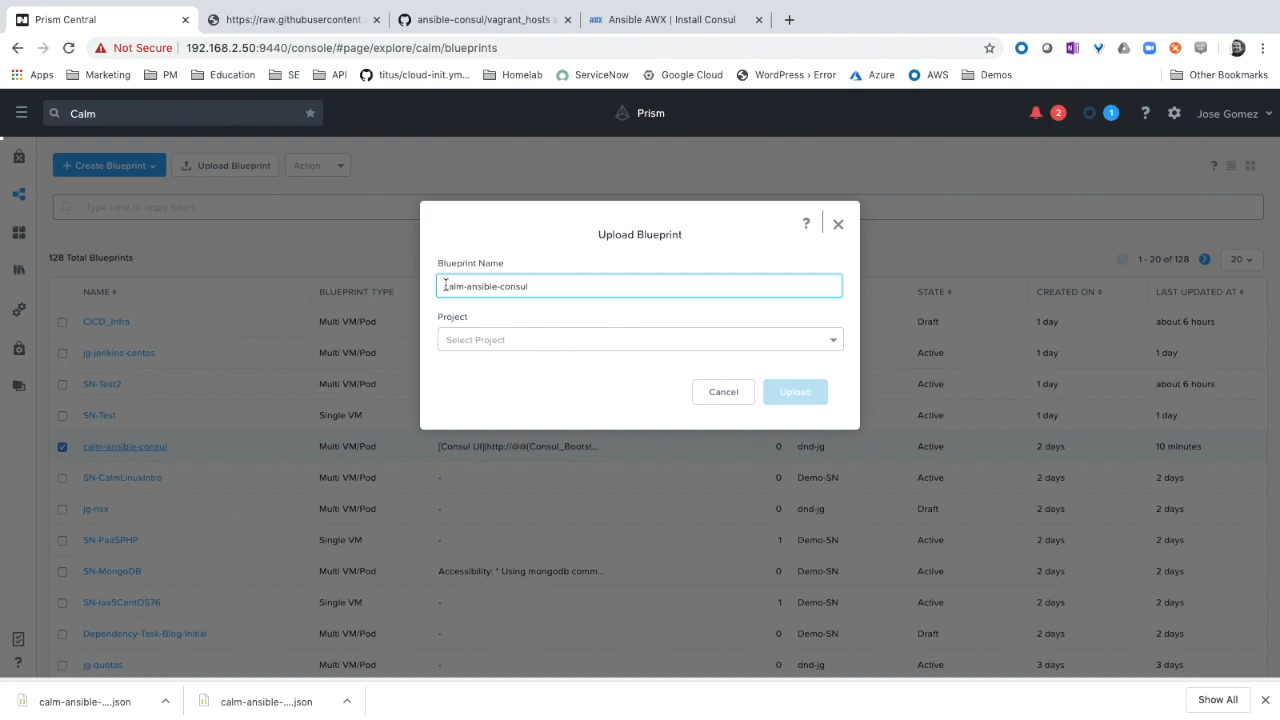 Prism Central
https://raw.githubusercontent.
ansible-consul/vagrant_hosts a
AWX Ansible AWX | Install Consul
Not Secure 192.168.2.50:9440/console/#page/explore/calm/blueprints
Apps Marketing PM Education SE API titus/cloud-init.ym... Homelab ServiceNow Google Cloud WordPress › Error Azure AWS Demos Other Bookmarks
Calm Prism 2 1 ? Jose Gomez
+ Create Blueprint Upload Blueprint Action ?
Type here to apply filters
128 Total Blueprints 1 - 20 of 128 20
NAME BLUEPRINT TYPE STATE CREATED ON LAST UPDATED AT
CICD_Infra Multi VM/Pod Draft 1 day about 6 hours
jg-jenkins-centos Multi VM/Pod Active 1 day 1 day
SN-Test2 Multi VM/Pod Active 1 day about 6 hours
SN-Test Single VM Active 1 day 1 day
calm-ansible-consul Multi VM/Pod [Consul UI](http://@@{Consul_Bootst... 0 dnd-jg Active 2 days 10 minutes
SN-CalmLinuxIntro Multi VM/Pod - 0 Demo-SN Active 2 days 2 days
jg-nsx Multi VM/Pod - 0 dnd-jg Draft 2 days 2 days
SN-PaaSPHP Single VM - 1 Demo-SN Active 2 days 2 days
SN-MongoDB Multi VM/Pod Accessibility: * Using mongodb comm... 0 Demo-SN Active 2 days 2 days
SN-IaaSCentOS76 Single VM - 1 Demo-SN Active 2 days 2 days
Dependency-Task-Blog-Initial Multi VM/Pod - 0 Demo-SN Draft 2 days 2 days
jg-quotas Multi VM/Pod - 0 dnd-jg Active 3 days 3 days
?
Upload Blueprint
Blueprint Name
calm-ansible-consul
Project
Select Project
Cancel Upload
?
calm-ansible-....json calm-ansible-....json Show All